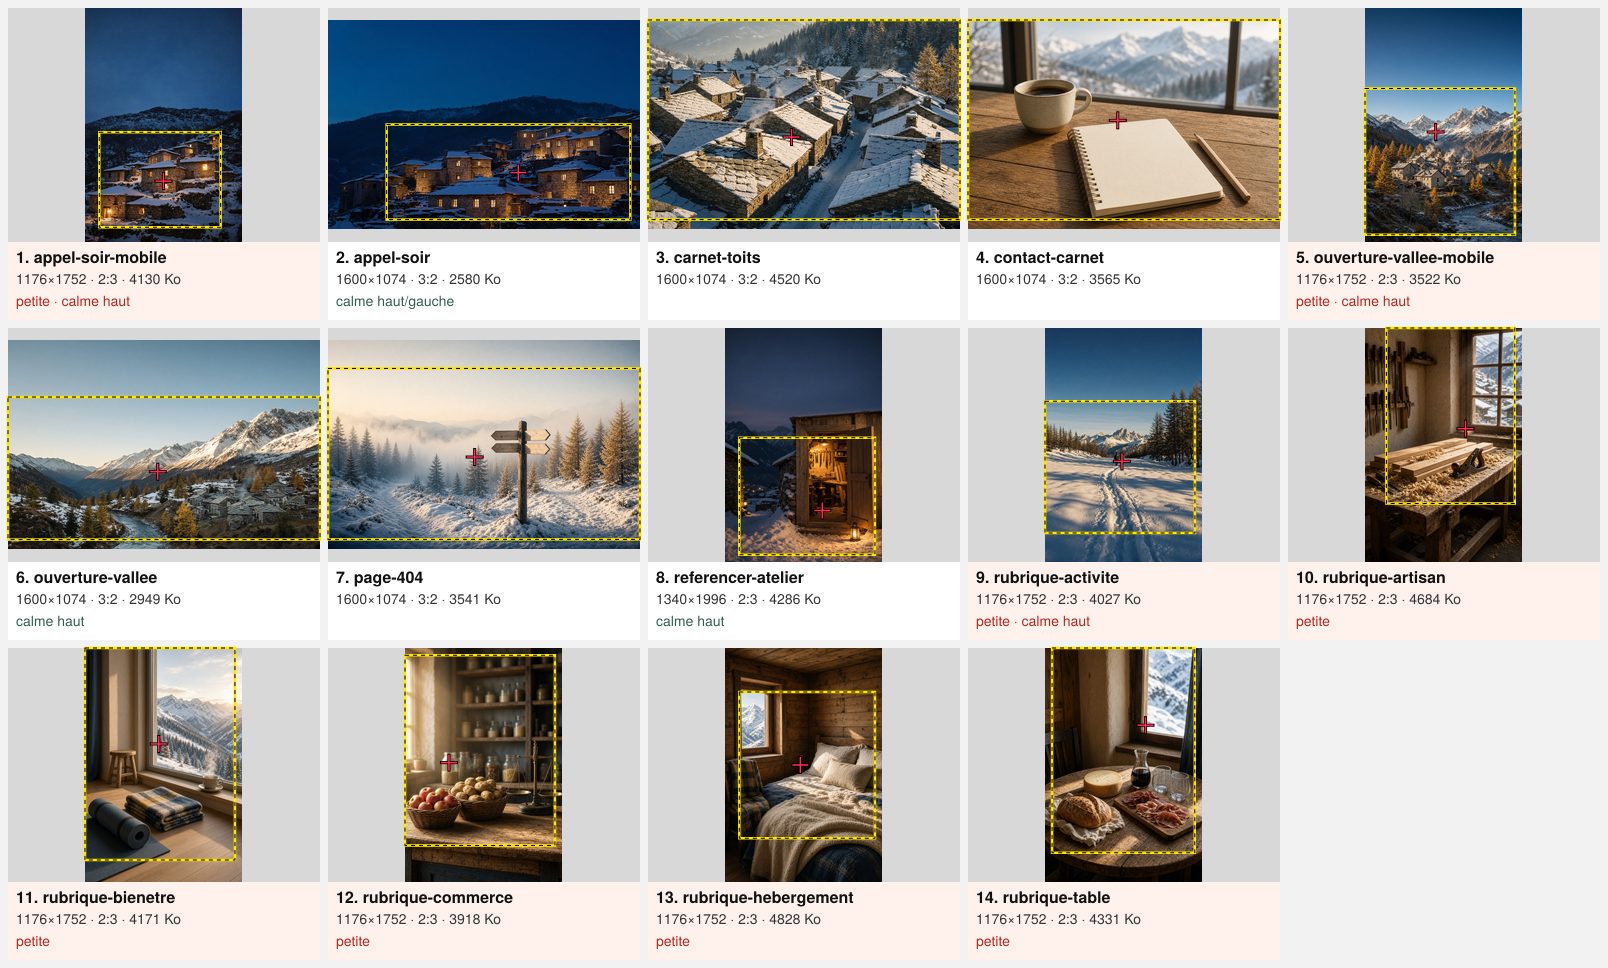 1. appel-soir-mobile
1176×1752 · 2:3 · 4130 Ko
petite · calme haut
2. appel-soir
1600×1074 · 3:2 · 2580 Ko
calme haut/gauche
3. carnet-toits
1600×1074 · 3:2 · 4520 Ko
4. contact-carnet
1600×1074 · 3:2 · 3565 Ko
5. ouverture-vallee-mobile
1176×1752 · 2:3 · 3522 Ko
petite · calme haut
6. ouverture-vallee
1600×1074 · 3:2 · 2949 Ko
calme haut
7. page-404
1600×1074 · 3:2 · 3541 Ko
8. referencer-atelier
1340×1996 · 2:3 · 4286 Ko
calme haut
9. rubrique-activite
1176×1752 · 2:3 · 4027 Ko
petite · calme haut
10. rubrique-artisan
1176×1752 · 2:3 · 4684 Ko
petite
11. rubrique-bienetre
1176×1752 · 2:3 · 4171 Ko
petite
12. rubrique-commerce
1176×1752 · 2:3 · 3918 Ko
petite
13. rubrique-hebergement
1176×1752 · 2:3 · 4828 Ko
petite
14. rubrique-table
1176×1752 · 2:3 · 4331 Ko
petite